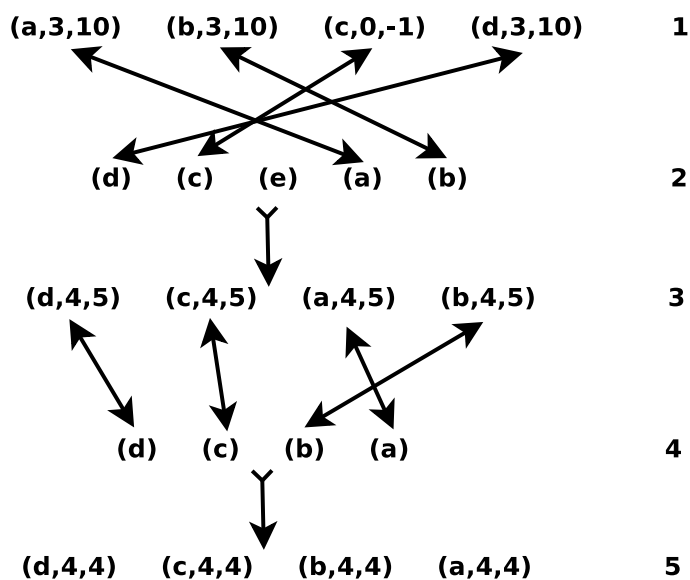 (a,3,10) (b,3,10) (c,0,-1) (d,3,10) 1
(d) (c) (e) (a) (b) 2
(d,4,5) (c,4,5) (a,4,5) (b,4,5) 3
(d) (c) (b) (a) 4
(d,4,4) (c,4,4) (b,4,4) (a,4,4) 5